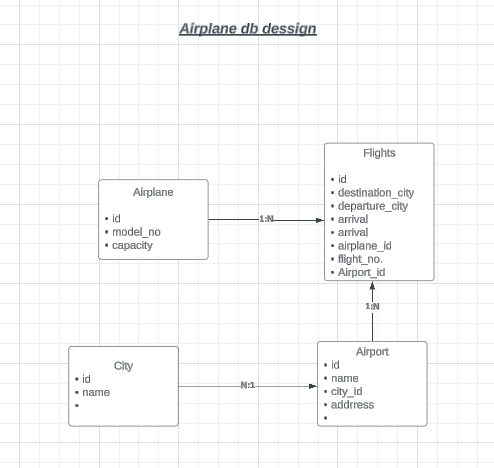 Airplane db dessign
Flights
• id
• destination_city
• departure_city
• arrival
• arrival
• airplane_id
• flight_no.
• Airport_id
Airplane
• id
• model_no
• capacity
1:N
1:N
City
• id
• name
•
N:1
Airport
• id
• name
• city_id
• addrress
•